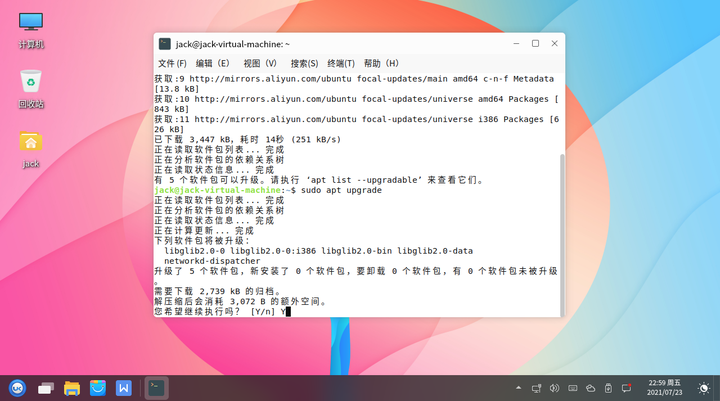 计算机
回收站
jack
jack@jack-virtual-machine: ~
文件(F) 编辑(E) 视图(V) 搜索(S) 终端(T) 帮助(H)
获取:9 http://mirrors.aliyun.com/ubuntu focal-updates/main amd64 c-n-f Metadata
[13.8 kB]
获取:10 http://mirrors.aliyun.com/ubuntu focal-updates/universe amd64 Packages [
843 kB]
获取:11 http://mirrors.aliyun.com/ubuntu focal-updates/universe i386 Packages [6
26 kB]
已下载 3,447 kB，耗时 14秒 (251 kB/s)
正在读取软件包列表... 完成
正在分析软件包的依赖关系树
正在读取状态信息... 完成
有 5 个软件包可以升级。请执行 ‘apt list --upgradable’ 来查看它们。
jack@jack-virtual-machine:~$ sudo apt upgrade
正在读取软件包列表... 完成
正在分析软件包的依赖关系树
正在读取状态信息... 完成
正在计算更新... 完成
下列软件包将被升级：
libglib2.0-0 libglib2.0-0:i386 libglib2.0-bin libglib2.0-data
networkd-dispatcher
升级了 5 个软件包，新安装了 0 个软件包，要卸载 0 个软件包，有 0 个软件包未被升级
。
需要下载 2,739 kB 的归档。
解压缩后会消耗 3,072 B 的额外空间。
您希望继续执行吗？ [Y/n] Y
22:59 周五
2021/07/23